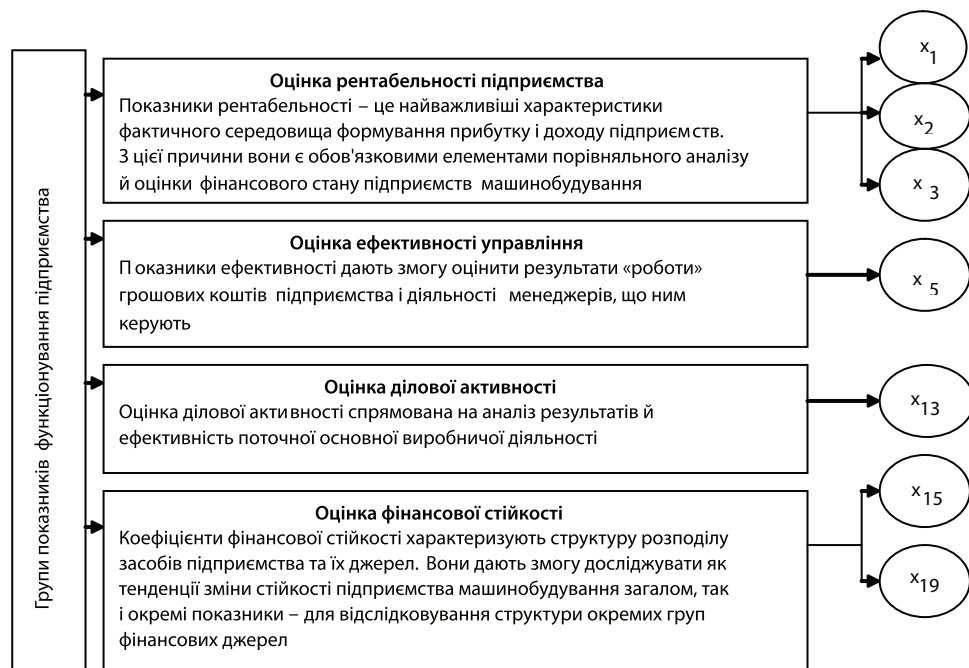 Групи показників функціонування підприємства
Оцінка рентабельності підприємства
Показники рентабельності – це найважливіші характеристики
фактичного середовища формування прибутку і доходу підприємств.
З цієї причини вони є обов'язковими елементами порівняльного аналізу
й оцінки фінансового стану підприємств машинобудування
x1
x2
x3
Оцінка ефективності управління
Показники ефективності дають змогу оцінити результати «роботи»
грошових коштів підприємства і діяльності менеджерів, що ним
керують
x5
Оцінка ділової активності
Оцінка ділової активності спрямована на аналіз результатів й
ефективність поточної основної виробничої діяльності
x13
Оцінка фінансової стійкості
Коефіцієнти фінансової стійкості характеризують структуру розподілу
засобів підприємства та їх джерел. Вони дають змогу досліджувати як
тенденції зміни стійкості підприємства машинобудування загалом, так
і окремі показники – для відслідковування структури окремих груп
фінансових джерел
x15
x19